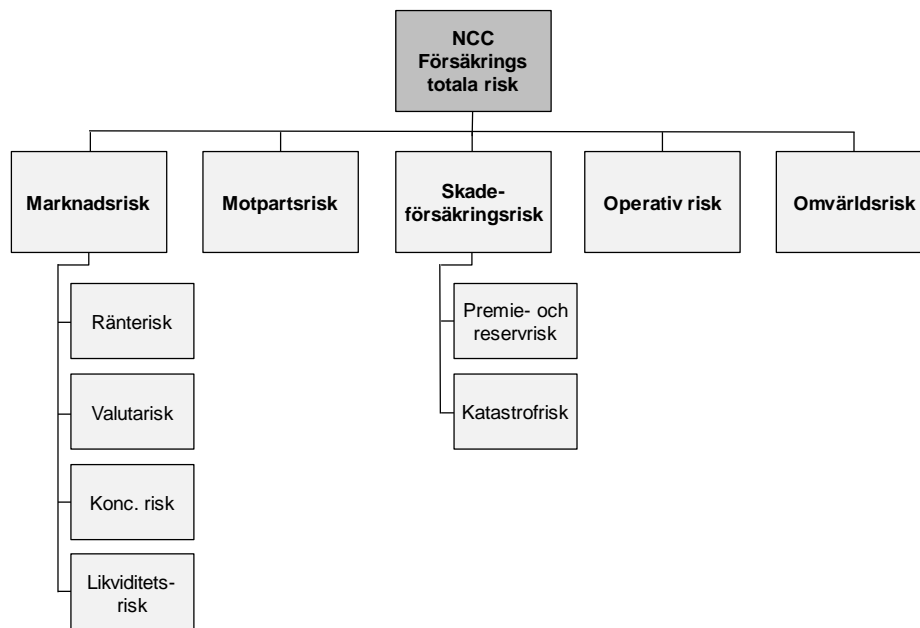 NCC
Försäkrings
totala risk
Marknadsrisk
Motpartsrisk
Skade-
försäkringsrisk
Operativ risk
Omvärldsrisk
Ränterisk
Valutarisk
Konc. risk
Likviditets-
risk
Premie- och
reservrisk
Katastrofrisk